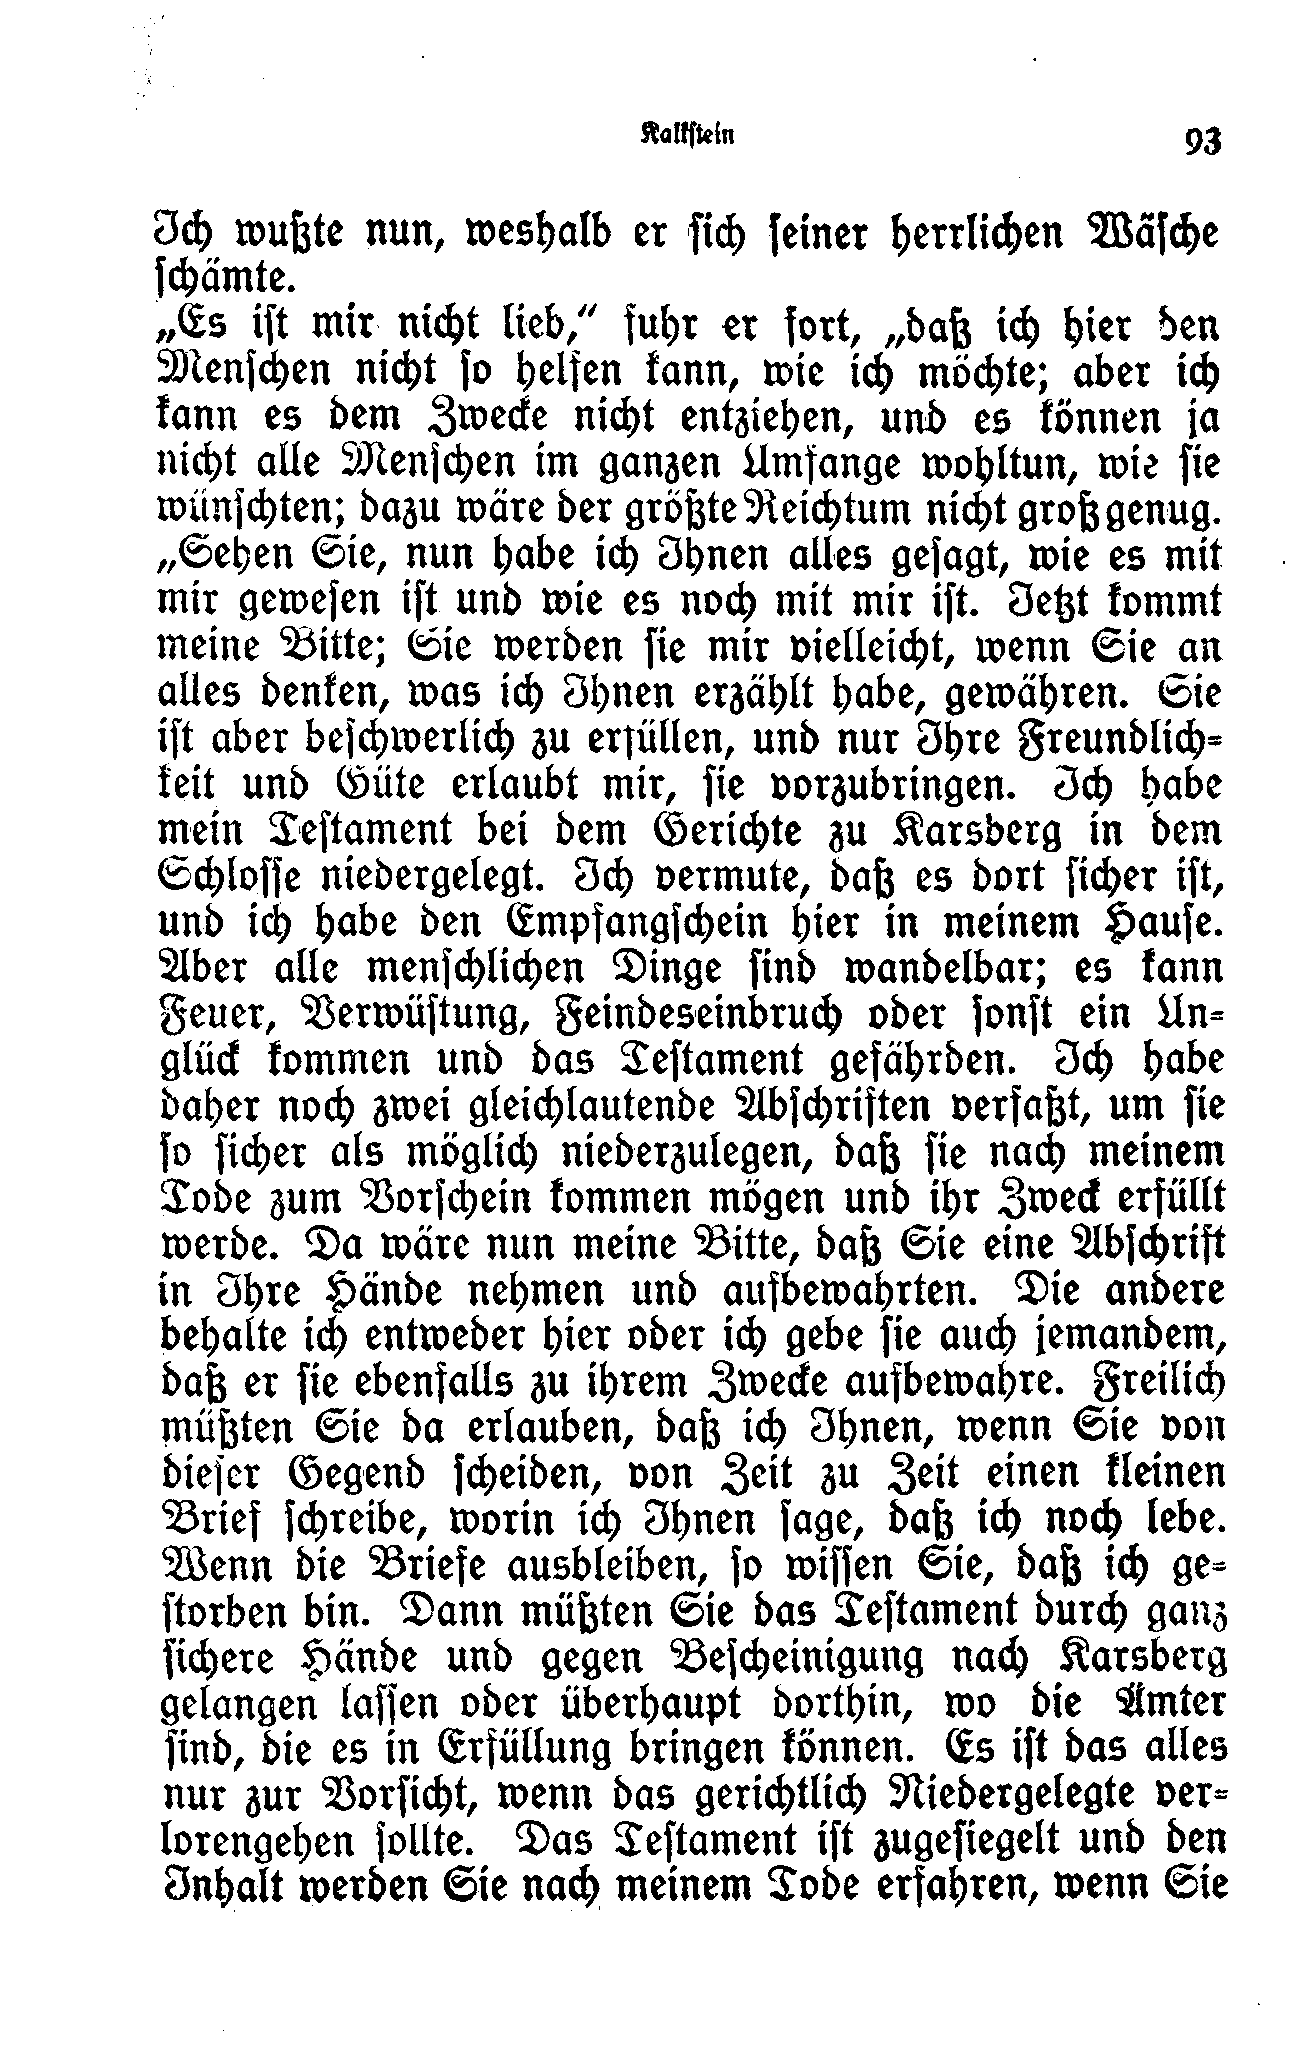 Kalkstein
93
Ich wußte nun, weshalb er sich seiner herrlichen Wäsche
schämte.
„Es ist mir nicht lieb,“ fuhr er fort, „daß ich hier den
Menschen nicht so helfen kann, wie ich möchte; aber ich
kann es dem Zwecke nicht entziehen, und es können ja
nicht alle Menschen im ganzen Umfange wohltun, wie sie
wünschten; dazu wäre der größte Reichtum nicht groß genug.
„Sehen Sie, nun habe ich Ihnen alles gesagt, wie es mit
mir gewesen ist und wie es noch mit mir ist. Jetzt kommt
meine Bitte; Sie werden sie mir vielleicht, wenn Sie an
alles denken, was ich Ihnen erzählt habe, gewähren. Sie
ist aber beschwerlich zu erfüllen, und nur Ihre Freundlich-
keit und Güte erlaubt mir, sie vorzubringen. Ich habe
mein Testament bei dem Gerichte zu Karsberg in dem
Schlosse niedergelegt. Ich vermute, daß es dort sicher ist,
und ich habe den Empfangschein hier in meinem Hause.
Aber alle menschlichen Dinge sind wandelbar; es kann
Feuer, Verwüstung, Feindeseinbruch oder sonst ein Un-
glück kommen und das Testament gefährden. Ich habe
daher noch zwei gleichlautende Abschriften verfaßt, um sie
so sicher als möglich niederzulegen, daß sie nach meinem
Tode zum Vorschein kommen mögen und ihr Zweck erfüllt
werde. Da wäre nun meine Bitte, daß Sie eine Abschrift
in Ihre Hände nehmen und aufbewahrten. Die andere
behalte ich entweder hier oder ich gebe sie auch jemandem,
daß er sie ebenfalls zu ihrem Zwecke aufbewahre. Freilich
müßten Sie da erlauben, daß ich Ihnen, wenn Sie von
dieser Gegend scheiden, von Zeit zu Zeit einen kleinen
Brief schreibe, worin ich Ihnen sage, daß ich noch lebe.
Wenn die Briefe ausbleiben, so wissen Sie, daß ich ge-
storben bin. Dann müßten Sie das Testament durch ganz
sichere Hände und gegen Bescheinigung nach Karsberg
gelangen lassen oder überhaupt dorthin, wo die Ämter
sind, die es in Erfüllung bringen können. Es ist das alles
nur zur Vorsicht, wenn das gerichtlich Niedergelegte ver-
lorengehen sollte. Das Testament ist zugesiegelt und den
Inhalt werden Sie nach meinem Tode erfahren, wenn Sie